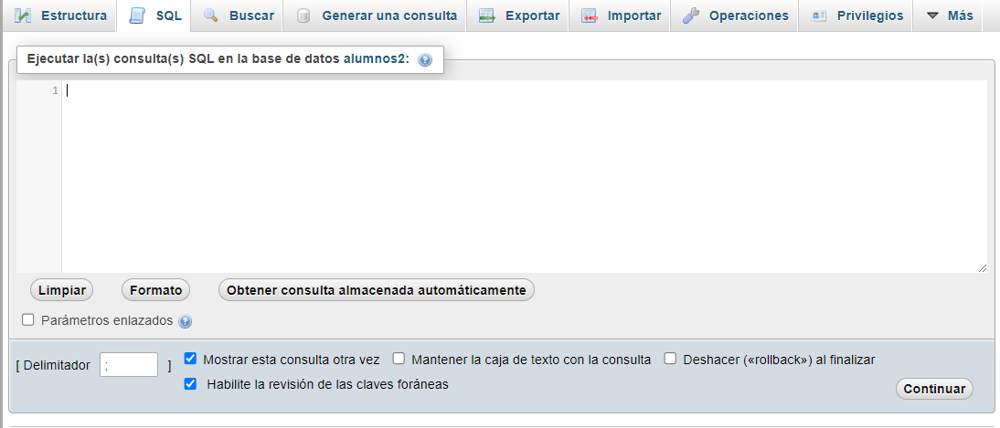 Estructura SQL Buscar Generar una consulta Exportar Importar Operaciones Privilegios Más
Ejecutar la(s) consulta(s) SQL en la base de datos alumnos2:
1
Limpiar Formato Obtener consulta almacenada automáticamente
Parámetros enlazados
[ Delimitador ; ] Mostrar esta consulta otra vez Mantener la caja de texto con la consulta Deshacer («rollback») al finalizar
Habilite la revisión de las claves foráneas
Continuar